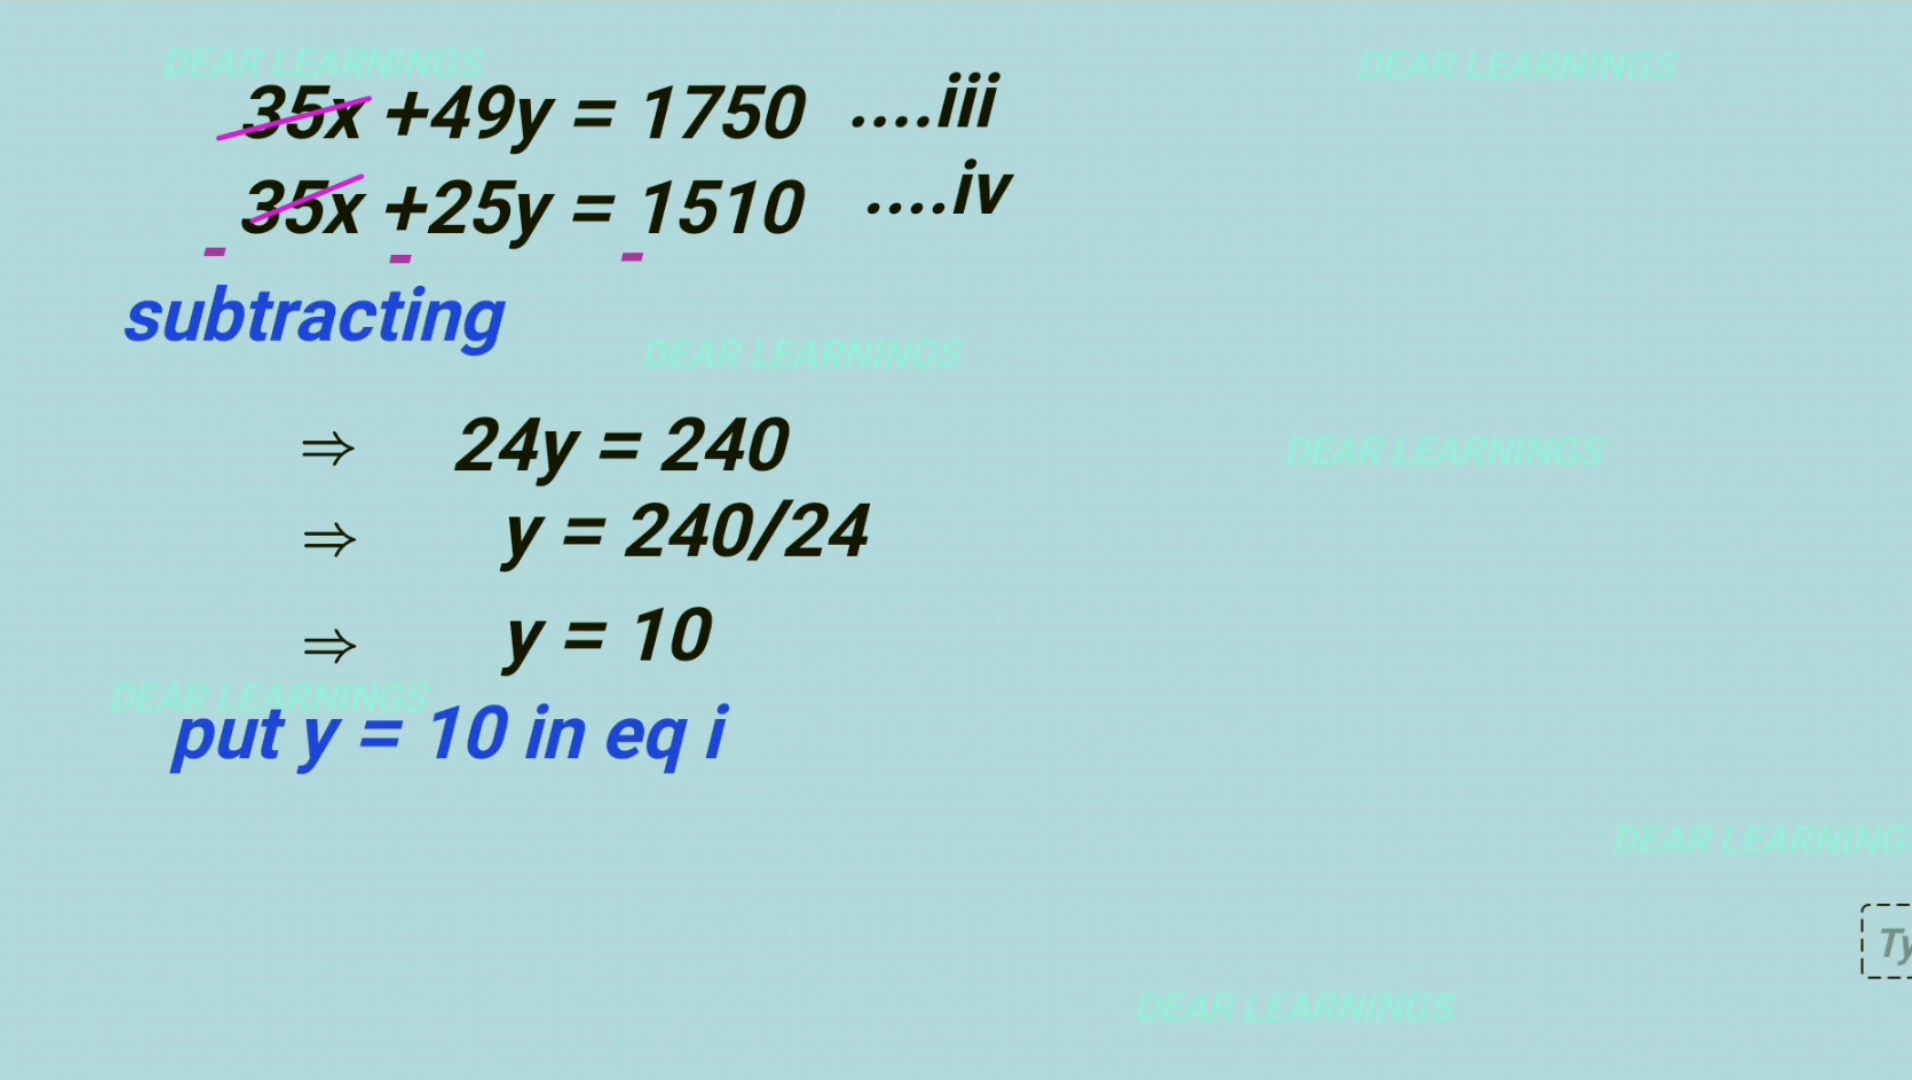 DEAR LEARNINGS
DEAR LEARNINGS
35x +49y = 1750 ....iii
35x +25y = 1510 ....iv
- - -
subtracting
DEAR LEARNINGS
⇒ 24y = 240
DEAR LEARNINGS
⇒ y = 240/24
⇒ y = 10
DEAR LEARNINGS
put y = 10 in eq i
DEAR LEARNING
Ty
DEAR LEARNINGS